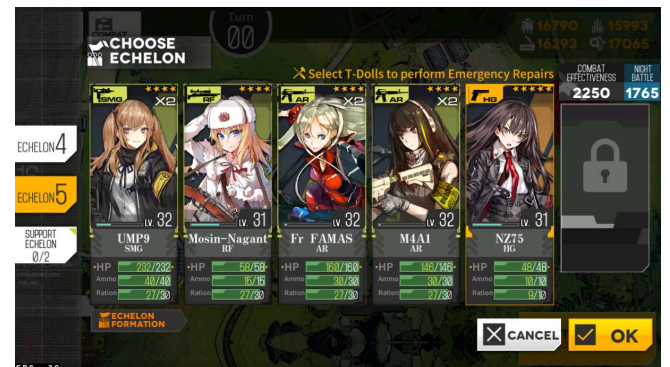 COMBAT
Turn
00
16790
15993
16293
17065
CHOOSE
ECHELON
Select T-Dolls to perform Emergency Repairs
COMBAT
EFFECTIVENESS
NIGHT
BATTLE
2250
1765
SMG
X2
RF
AR
X2
AR
X2
HG
ECHELON 4
ECHELON 5
SUPPORT
ECHELON
0/2
LV. 32
LV. 31
LV. 32
LV. 32
LV. 31
UMP9
SMG
Mosin-Nagant
RF
Fr FAMAS
AR
M4A1
AR
NZ75
HG
HP 232/232
HP 58/58
HP 160/160
HP 146/146
HP 48/48
Ammo 40/40
Ammo 15/15
Ammo 30/30
Ammo 30/30
Ammo 10/10
Ration 27/30
Ration 27/30
Ration 27/30
Ration 27/30
Ration 9/10
ECHELON
FORMATION
CANCEL
OK